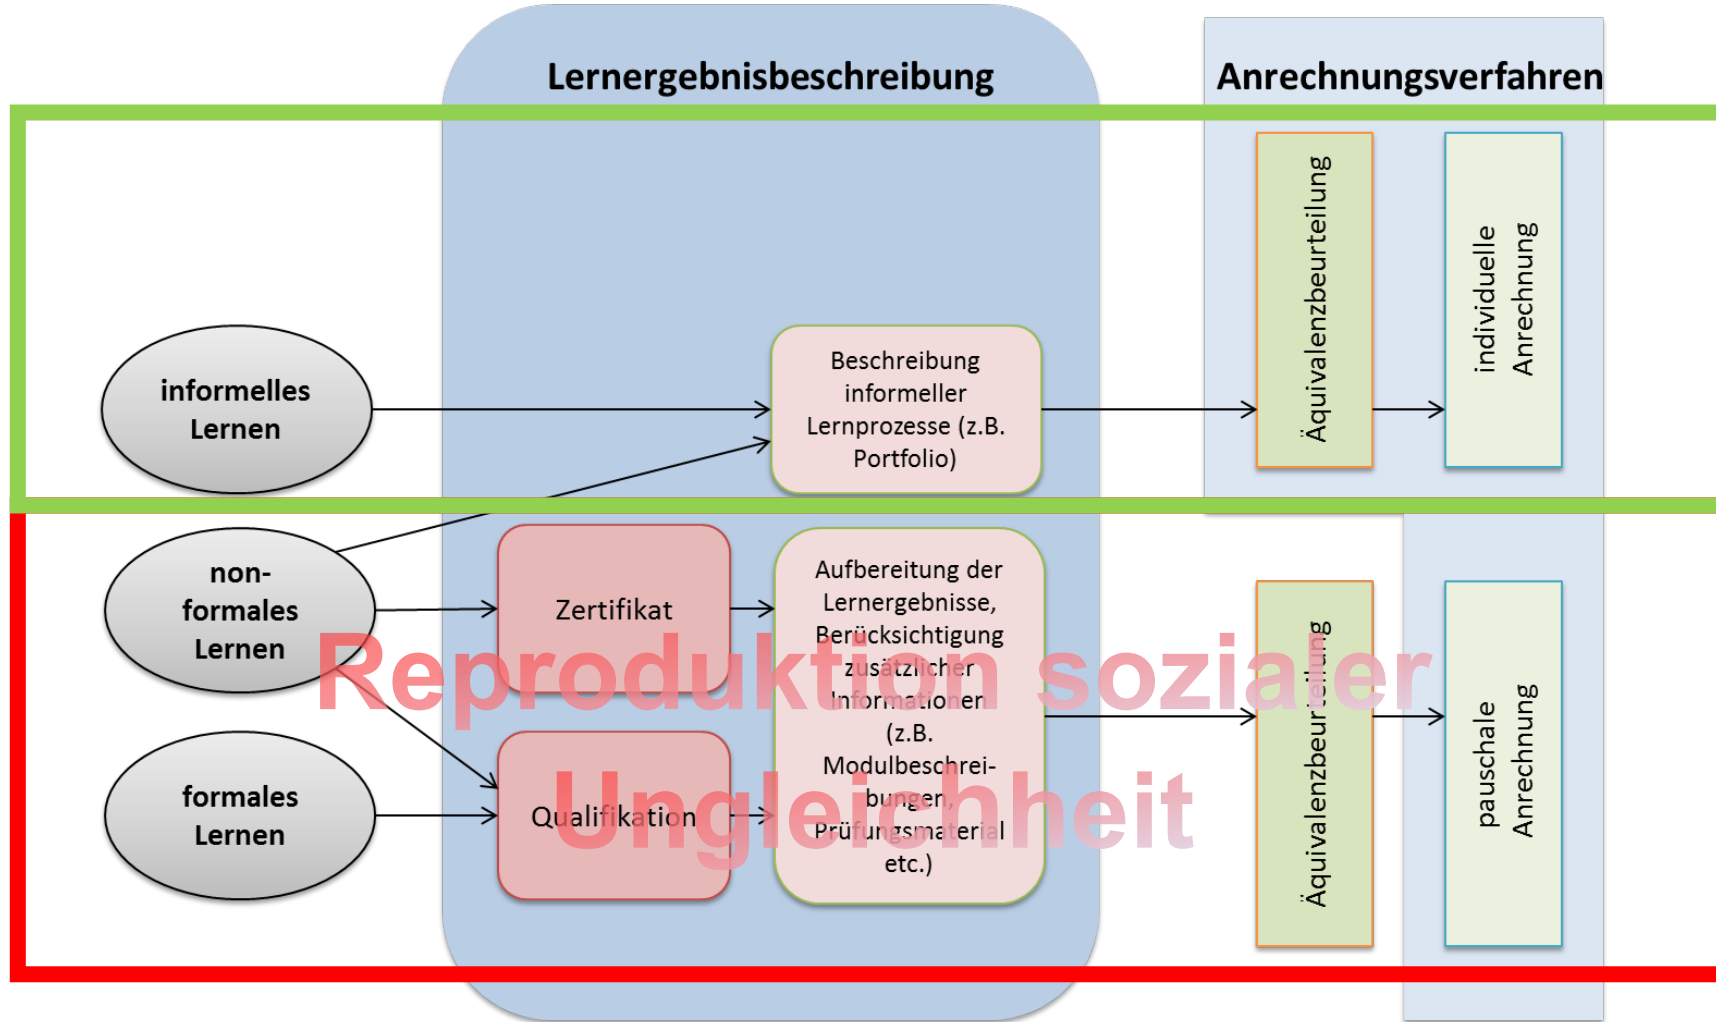 Lernergebnisbeschreibung
Anrechnungsverfahren
informelles
Lernen
Beschreibung
informeller
Lernprozesse (z.B.
Portfolio)
Äquivalenzbeurteilung
individuelle
Anrechnung
non-
formales
Lernen
Zertifikat
Aufbereitung der
Lernergebnisse,
Berücksichtigung
zusätzlicher
Informationen
(z.B.
Modulbeschrei-
bungen,
Prüfungsmaterial
etc.)
Äquivalenzbeurteilung
pauschale
Anrechnung
formales
Lernen
Qualifikation
Reproduktion sozialer
Ungleichheit